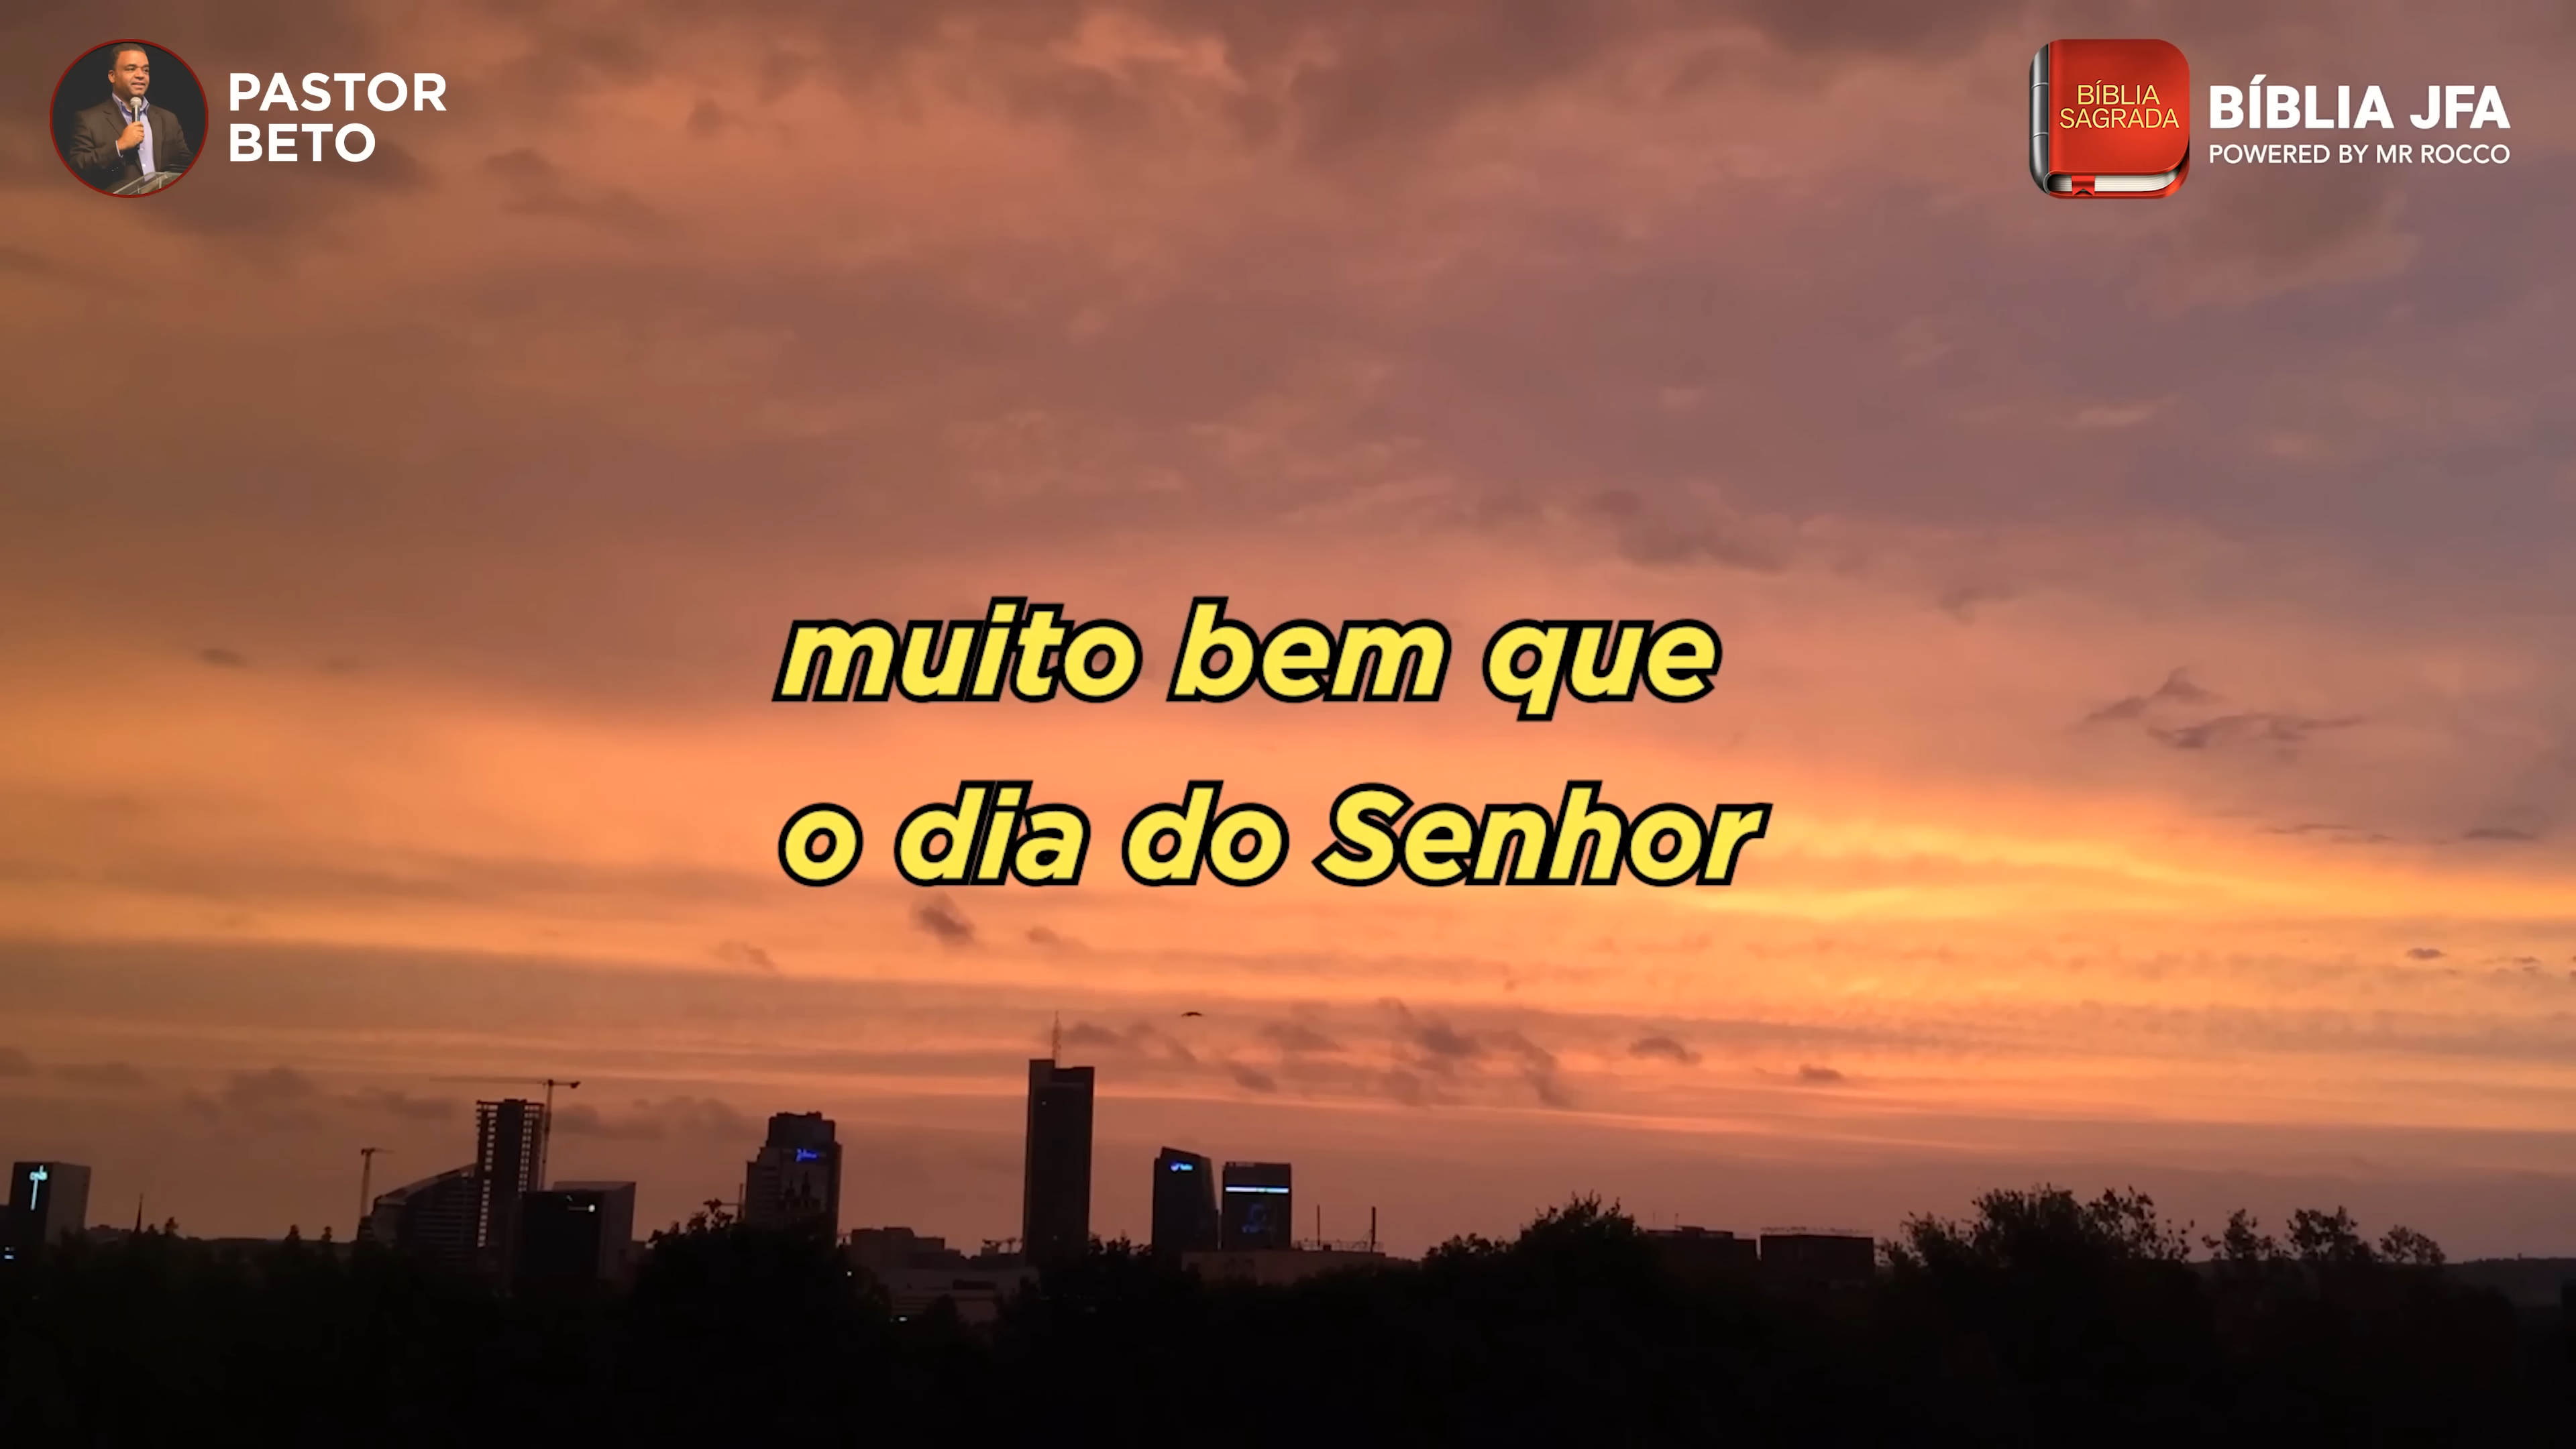 PASTOR
BETO
BÍBLIA
SAGRADA
BÍBLIA JFA
POWERED BY MR ROCCO
muito bem que
o dia do Senhor